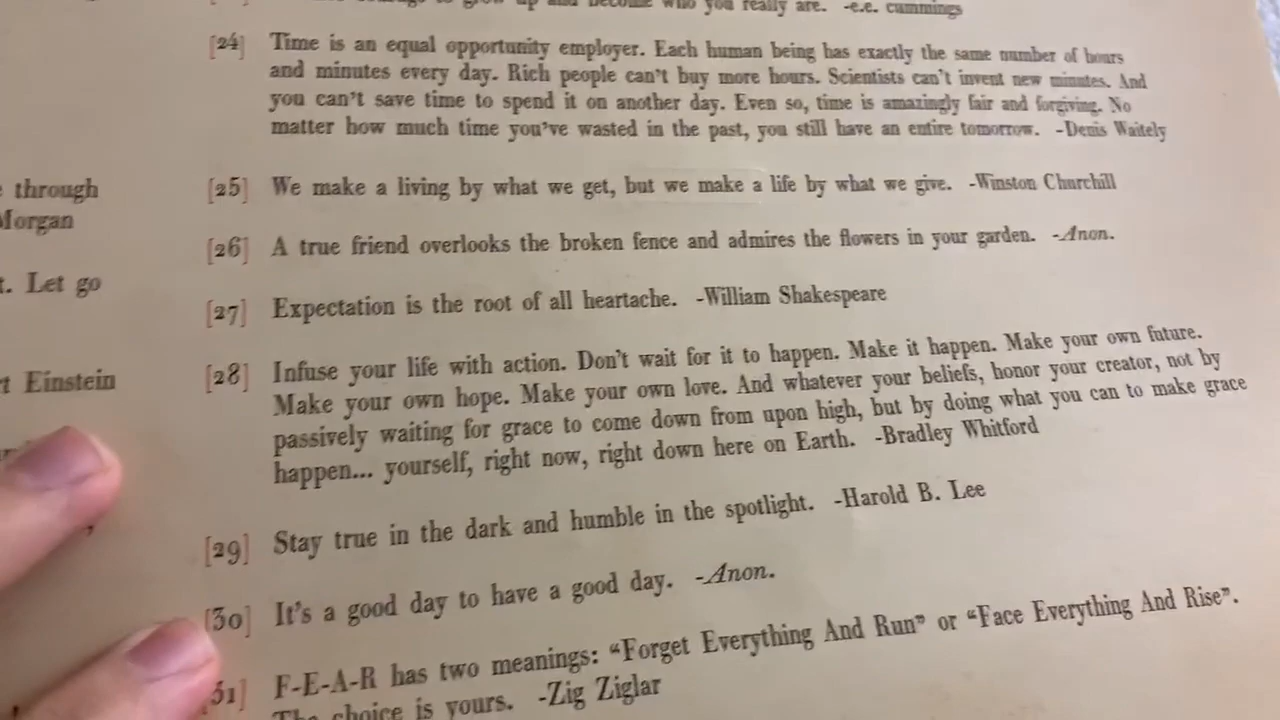 up and become who you really are. -e.e. cummings
[24] Time is an equal opportunity employer. Each human being has exactly the same number of hours
and minutes every day. Rich people can't buy more hours. Scientists can't invent new minutes. And
you can't save time to spend it on another day. Even so, time is amazingly fair and forgiving. No
matter how much time you've wasted in the past, you still have an entire tomorrow. -Denis Waitely
through
Morgan
[25] We make a living by what we get, but we make a life by what we give. -Winston Churchill
[26] A true friend overlooks the broken fence and admires the flowers in your garden. -Anon.
Let go
[27] Expectation is the root of all heartache. -William Shakespeare
Einstein
[28] Infuse your life with action. Don't wait for it to happen. Make it happen. Make your own future.
Make your own hope. Make your own love. And whatever your beliefs, honor your creator, not by
passively waiting for grace to come down from upon high, but by doing what you can to make grace
happen... yourself, right now, right down here on Earth. -Bradley Whitford
[29] Stay true in the dark and humble in the spotlight. -Harold B. Lee
[30] It's a good day to have a good day. -Anon.
31] F-E-A-R has two meanings: “Forget Everything And Run” or “Face Everything And Rise”.
The choice is yours. -Zig Ziglar